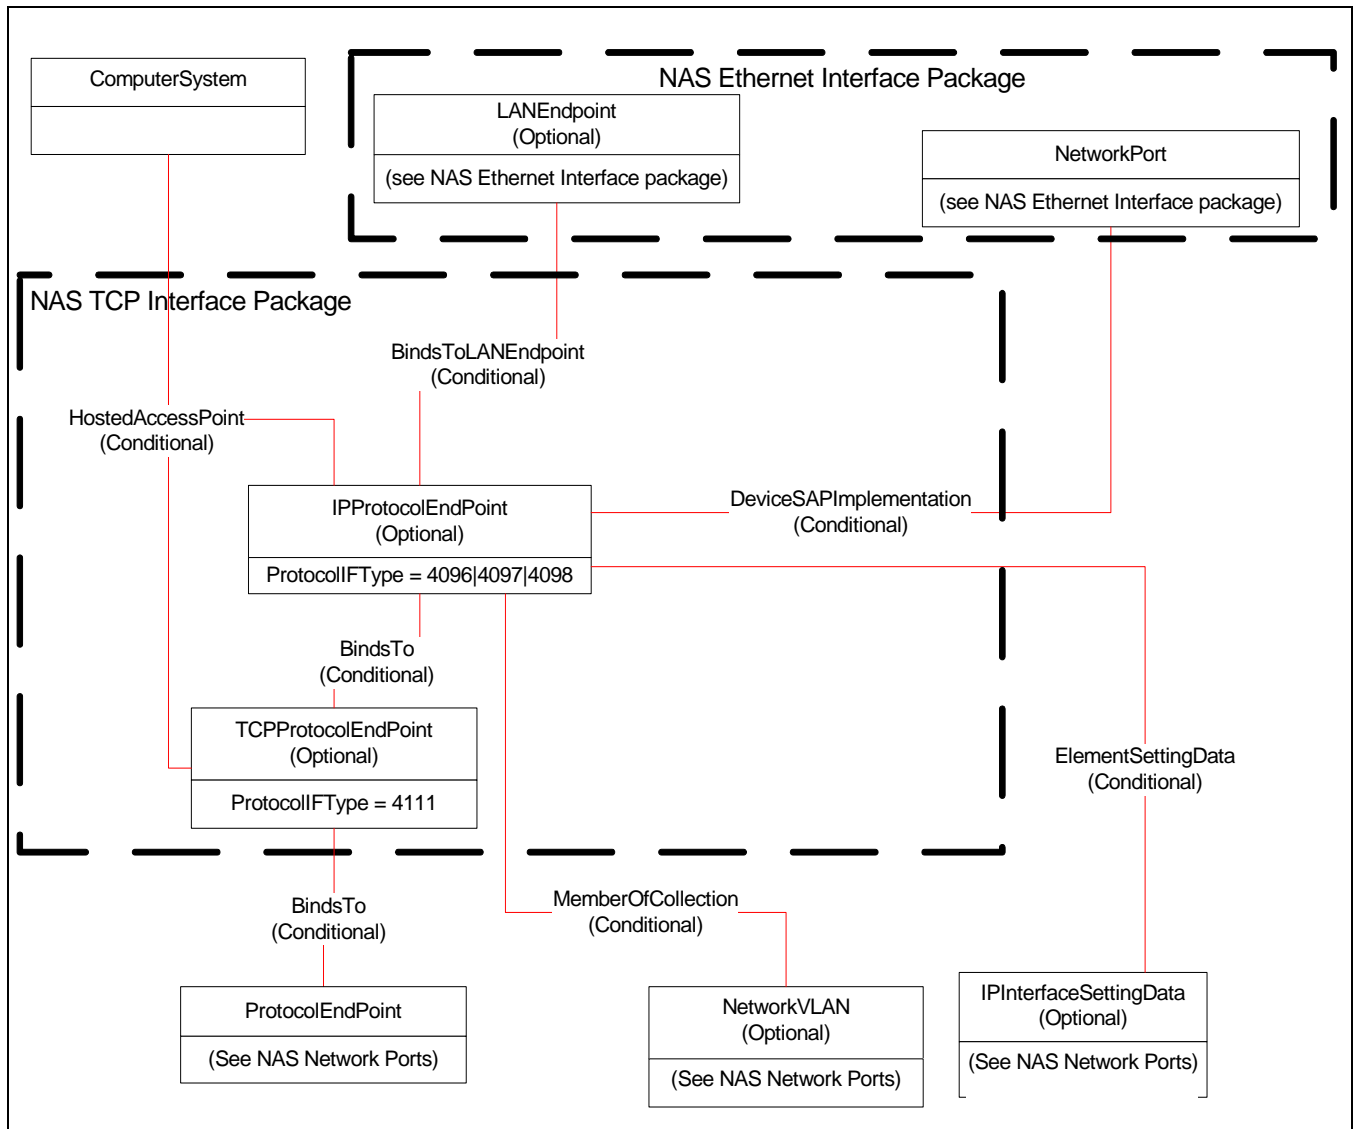 ComputerSystem
NAS Ethernet Interface Package
LANEndpoint
(Optional)
(see NAS Ethernet Interface package)
NetworkPort
(see NAS Ethernet Interface package)
NAS TCP Interface Package
BindsToLANEndpoint
(Conditional)
HostedAccessPoint
(Conditional)
IPProtocolEndPoint
(Optional)
ProtocolIFType = 4096|4097|4098
DeviceSAPImplementation
(Conditional)
BindsTo
(Conditional)
TCPProtocolEndPoint
(Optional)
ProtocolIFType = 4111
ElementSettingData
(Conditional)
BindsTo
(Conditional)
MemberOfCollection
(Conditional)
ProtocolEndPoint
(See NAS Network Ports)
NetworkVLAN
(Optional)
(See NAS Network Ports)
IPInterfaceSettingData
(Optional)
(See NAS Network Ports)